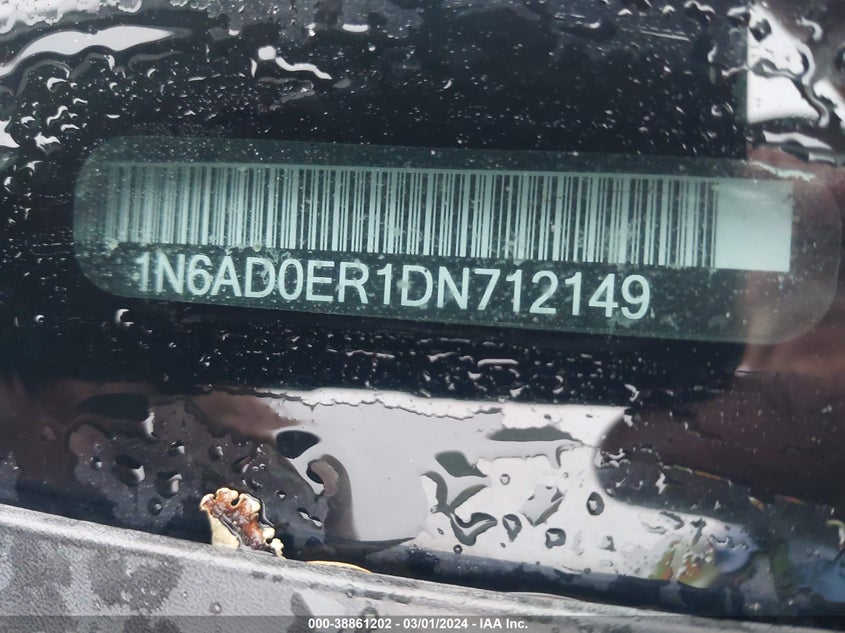 1N6AD0ER1DN712149
000-38861202 - 03/01/2024 - IAA Inc.